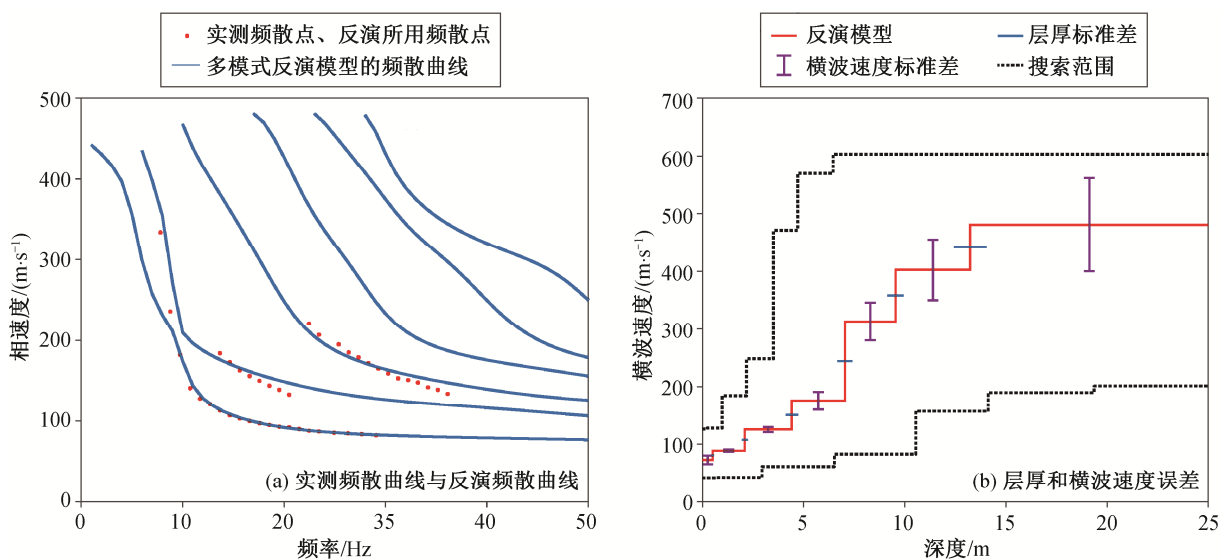 实测频散点、反演所用频散点
多模式反演模型的频散曲线
500
400
300
200
100
0
相速度/(m·s⁻¹)
(a) 实测频散曲线与反演频散曲线
0 10 20 35 40 50
频率/Hz
反演模型 层厚标准差
横波速度标准差 搜索范围
700
600
500
400
300
200
100
0
横波速度/(m·s⁻¹)
(b) 层厚和横波速度误差
0 5 10 15 20 25
深度/m